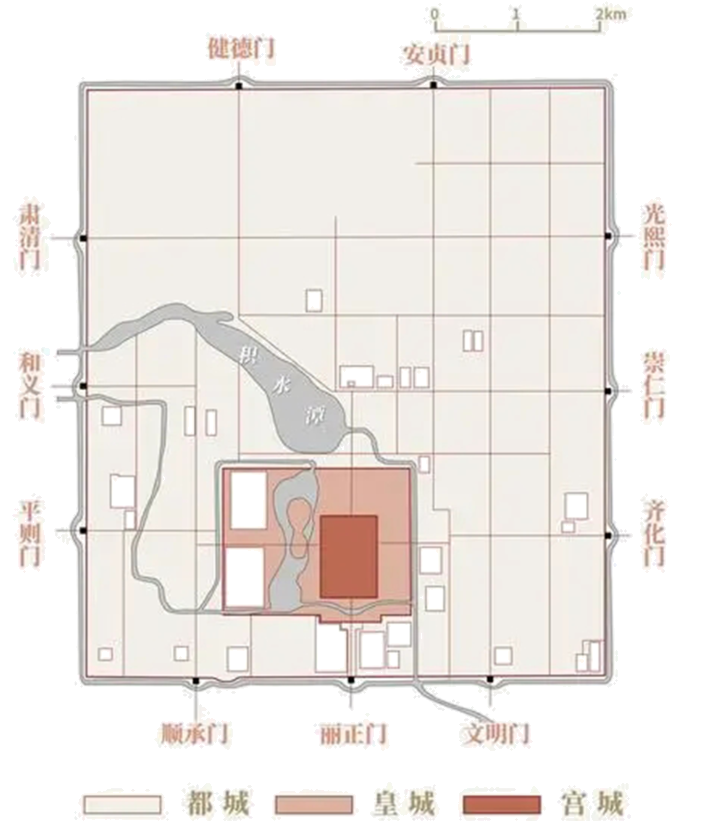 0 1 2km
健德门 安贞门
肃清门
光熙门
和义门
积水潭
崇仁门
平则门
齐化门
顺承门 丽正门 文明门
都城 皇城 宫城